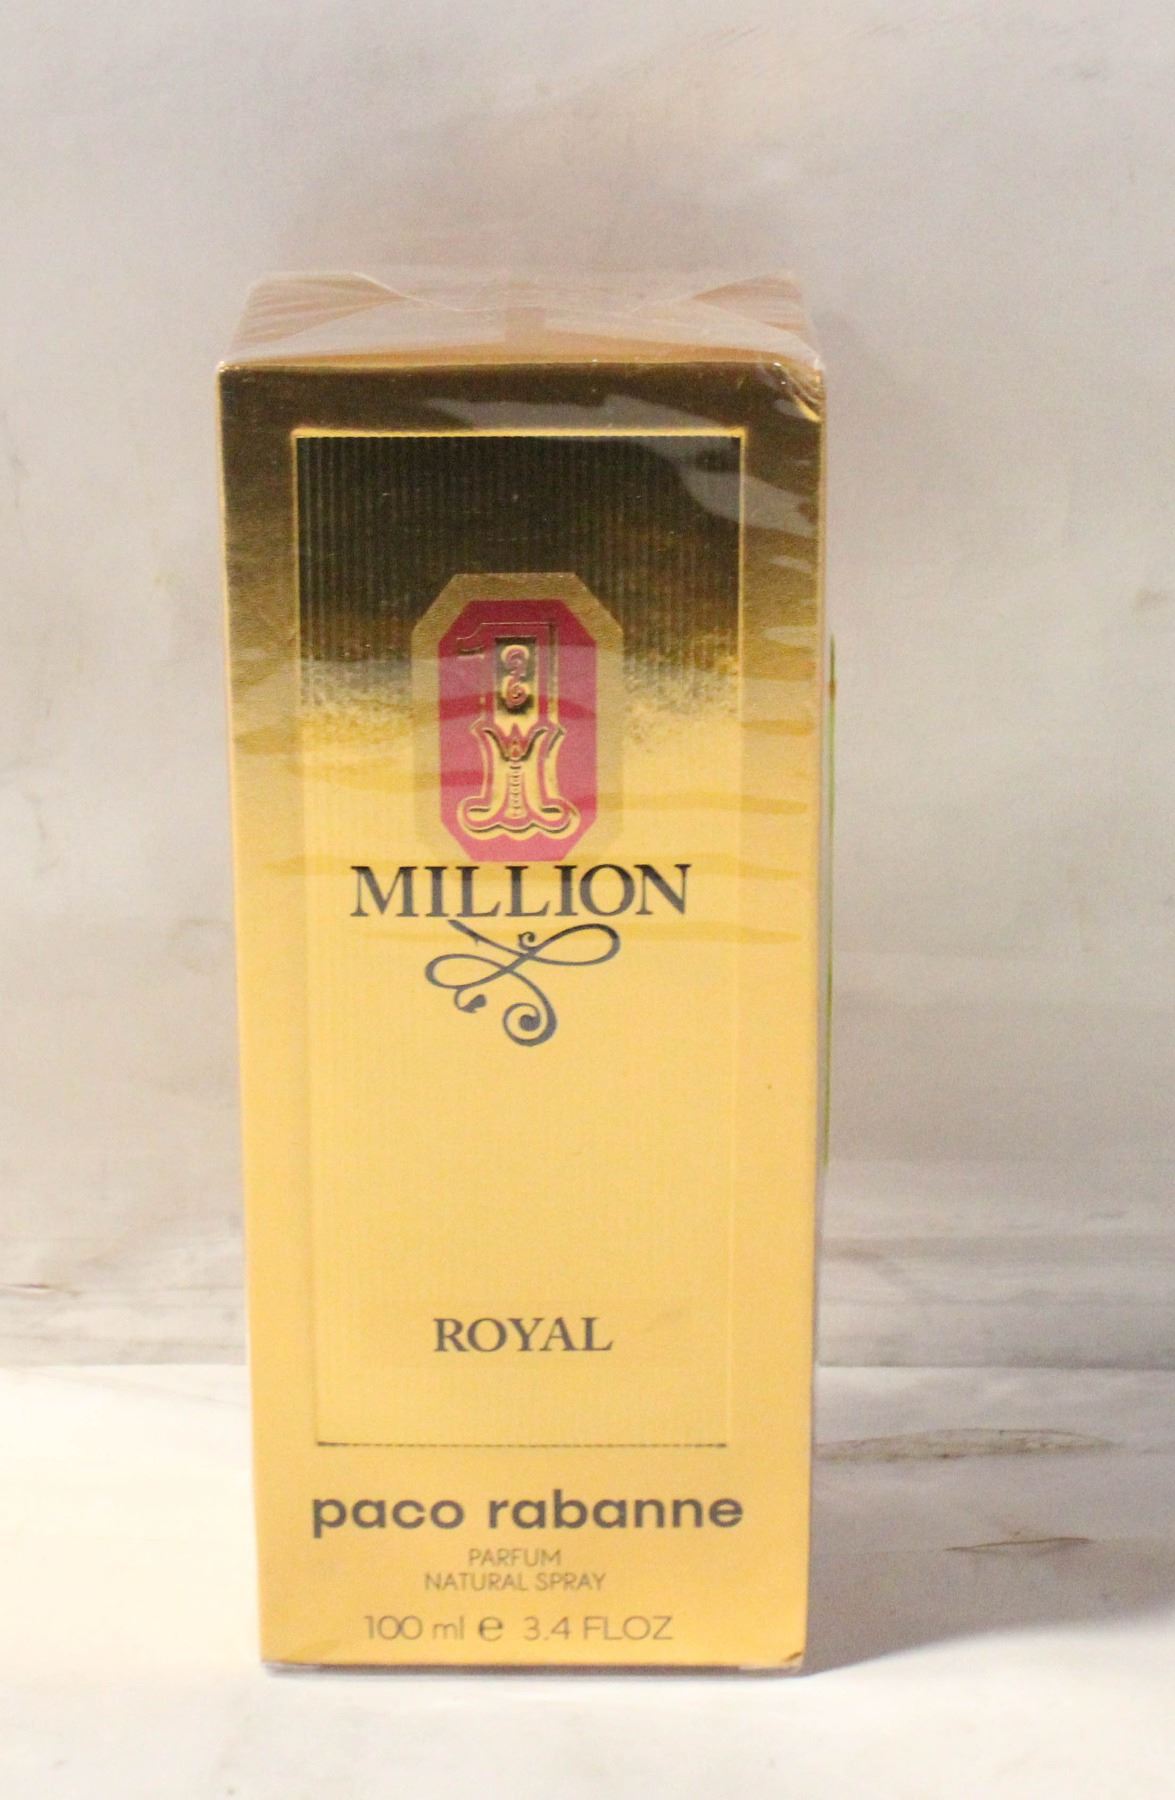 1
MILLION
ROYAL
paco rabanne
PARFUM
NATURAL SPRAY
100 ml ℮ 3.4 FLOZ